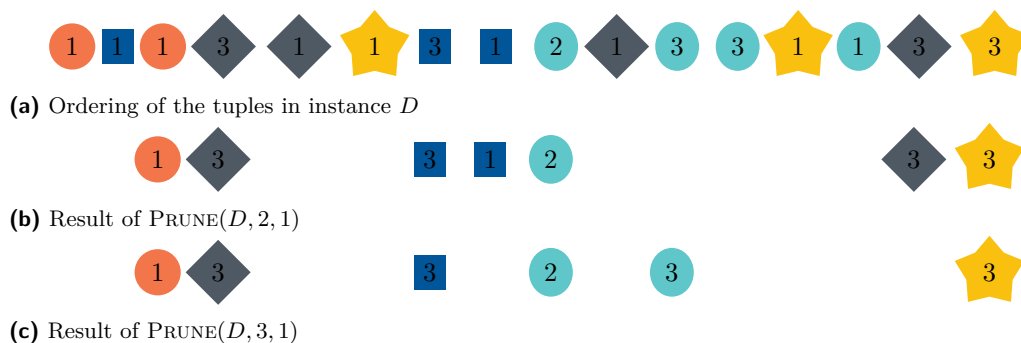 1 1 1 3 1 1 3 1 2 1 3 3 1 1 3 3
(a) Ordering of the tuples in instance D
1 3 3 1 2 3 3
(b) Result of PRUNE(D, 2, 1)
1 3 3 2 3 3
(c) Result of PRUNE(D, 3, 1)